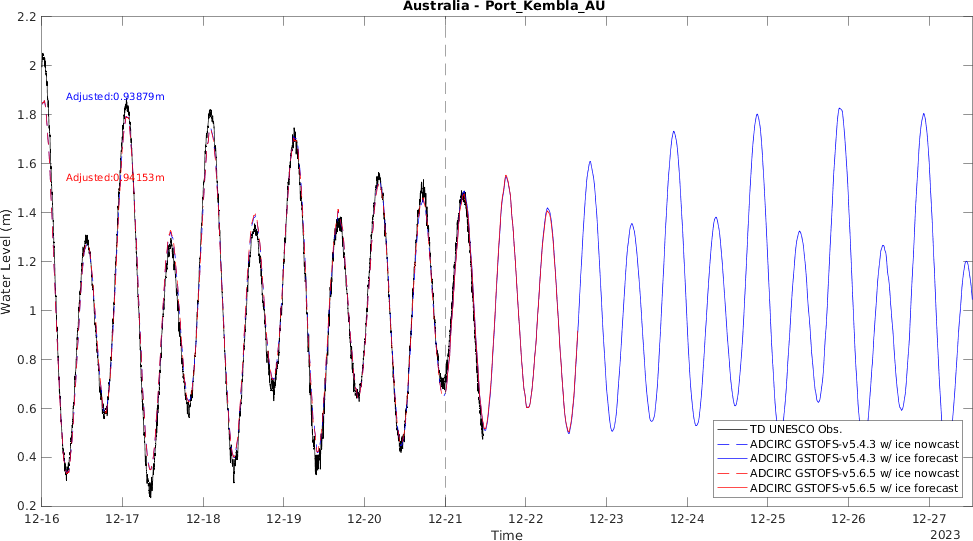 Australia - Port_Kembla_AU
2.2
2
1.8
1.6
1.4
1.2
1
0.8
0.6
0.4
0.2
Water Level (m)
Adjusted:0.93879m
Adjusted:0.94153m
TD UNESCO Obs.
ADCIRC GSTOFS-v5.4.3 w/ ice nowcast
ADCIRC GSTOFS-v5.4.3 w/ ice forecast
ADCIRC GSTOFS-v5.6.5 w/ ice nowcast
ADCIRC GSTOFS-v5.6.5 w/ ice forecast
12-16 12-17 12-18 12-19 12-20 12-21 12-22 12-23 12-24 12-25 12-26 12-27
Time
2023